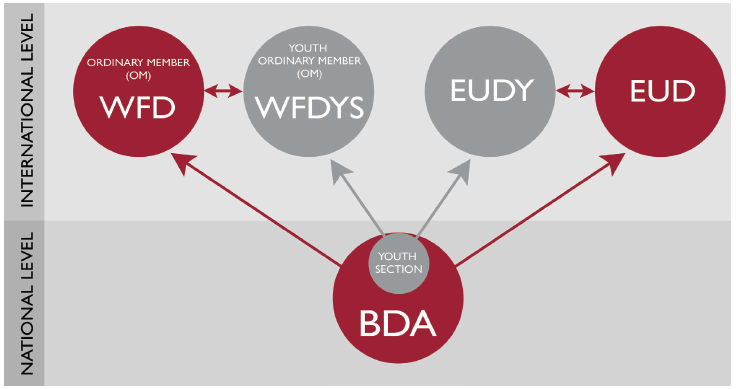 INTERNATIONAL LEVEL
ORDINARY MEMBER
(OM)
WFD
YOUTH
ORDINARY MEMBER
(OM)
WFDYS
EUDY
EUD
NATIONAL LEVEL
YOUTH
SECTION
BDA